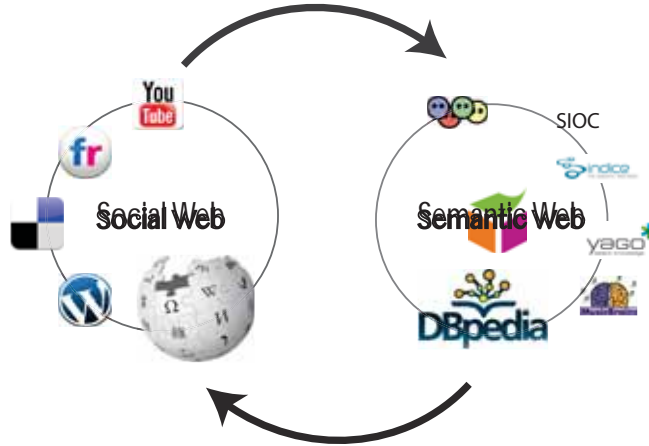 You
Tube
fr
Social Web
W
Ω
W
И
SIOC
sindice
Semantic Web
yago
DBpedia